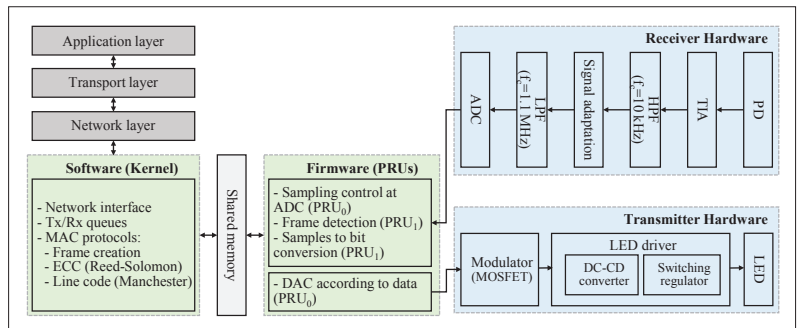 Application layer
Transport layer
Network layer
Software (Kernel)
- Network interface
- Tx/Rx queues
- MAC protocols:
- Frame creation
- ECC (Reed-Solomon)
- Line code (Manchester)
Shared memory
Firmware (PRUs)
- Sampling control at
ADC (PRU0)
- Frame detection (PRU1)
- Samples to bit
conversion (PRU1)
- DAC according to data
(PRU0)
Receiver Hardware
ADC
LPF
(fc=1.1 MHz)
Signal adaptation
HPF
(fc=10 kHz)
TIA
PD
Transmitter Hardware
Modulator
(MOSFET)
LED driver
DC-CD
converter
Switching
regulator
LED